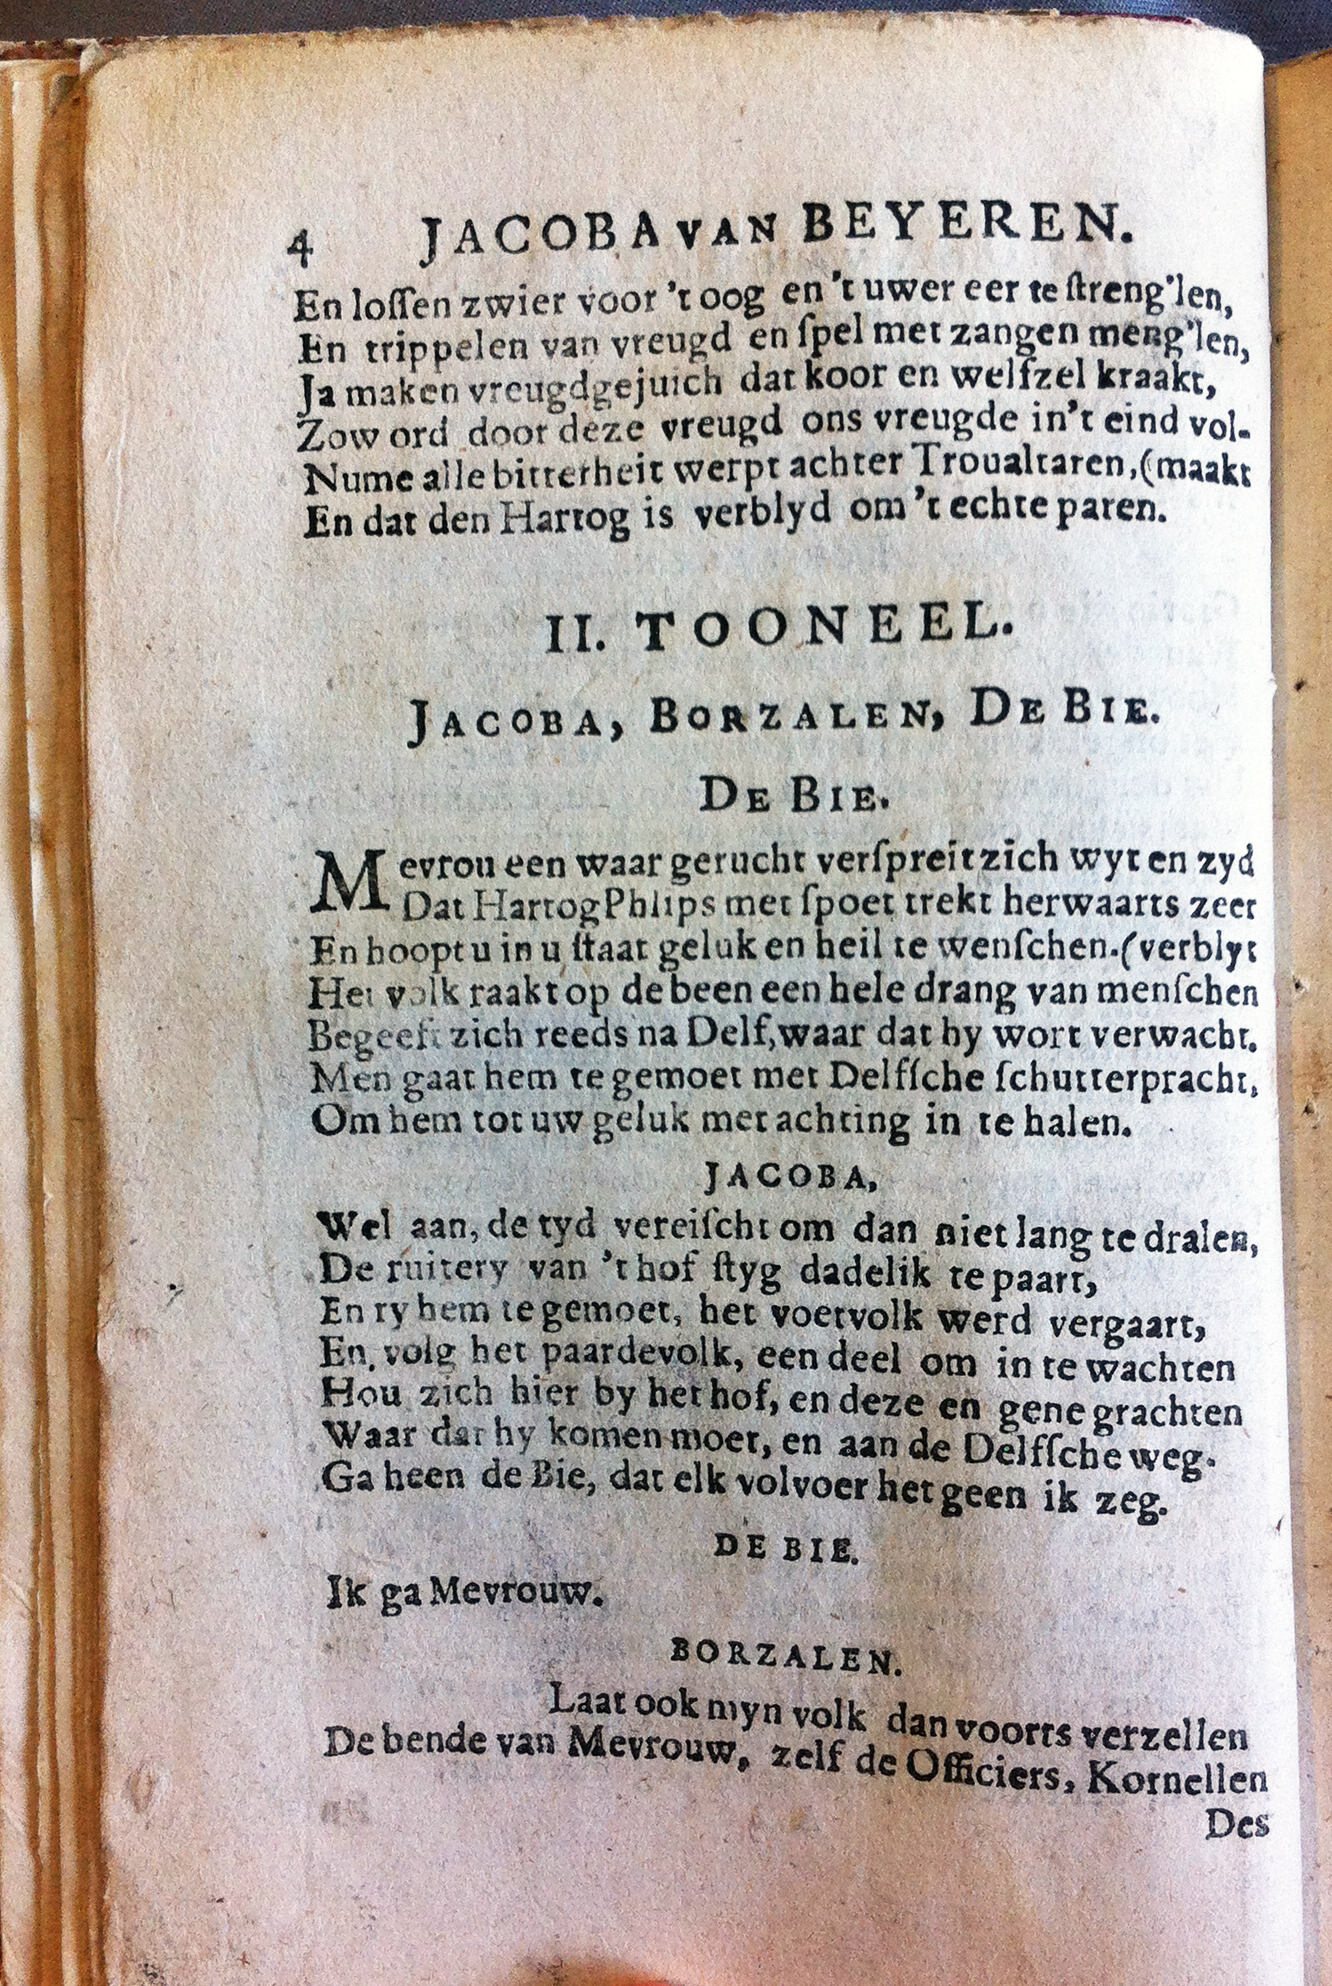 4 JACOBA VAN BEYEREN.
En loſſen zwier voor 't oog en 't uwer eer te ſtreng'len,
En trippelen van vreugd en ſpel met zangen meng'len,
Ja maken vreugdgejuich dat koor en welfzel kraakt,
Zow ord door deze vreugd ons vreugde in't eind vol-
Nume alle bitterheit werpt achter Troualtaren,(maakt
En dat den Hartog is verblyd om 't echte paren.
II. TOONEEL.
JACOBA, BORZALEN, DE BIE.
DE BIE.
Mevrou een waar gerucht verſpreit zich wyt en zyd
Dat Hartog Phlips met ſpoet trekt herwaarts zeer
En hoopt u in u ſtaat geluk en heil te wenſchen.(verblyt
Het volk raakt op de been een hele drang van menſchen
Begeeft zich reeds na Delf,waar dat hy wort verwacht.
Men gaat hem te gemoet met Delfſche ſchutterpracht,
Om hem tot uw geluk met achting in te halen.
JACOBA,
Wel aan, de tyd vereiſcht om dan niet lang te dralen,
De ruitery van 't hof ſtyg dadelik te paart,
En ry hem te gemoet, het voetvolk werd vergaart,
En volg het paardevolk, een deel om in te wachten
Hou zich hier by het hof, en deze en gene grachten
Waar dat hy komen moet, en aan de Delfſche weg.
Ga heen de Bie, dat elk volvoer het geen ik zeg.
DE BIE.
Ik ga Mevrouw.
BORZALEN.
Laat ook myn volk dan voorts verzellen
De bende van Mevrouw, zelf de Officiers, Kornellen
Des